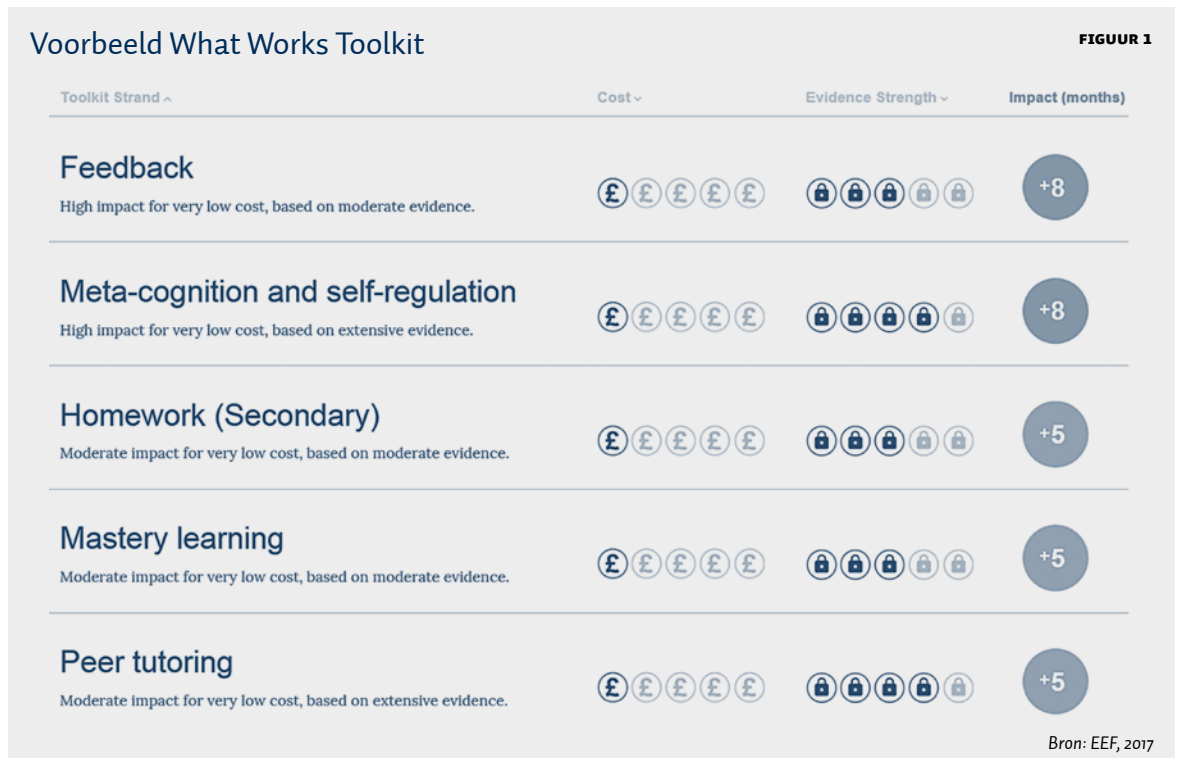 Voorbeeld What Works Toolkit
FIGUUR 1
Toolkit Strand Cost Evidence Strength Impact (months)
Feedback
High impact for very low cost, based on moderate evidence.
£ £ £ £ £
+8
Meta-cognition and self-regulation
High impact for very low cost, based on extensive evidence.
£ £ £ £ £
+8
Homework (Secondary)
Moderate impact for very low cost, based on moderate evidence.
£ £ £ £ £
+5
Mastery learning
Moderate impact for very low cost, based on moderate evidence.
£ £ £ £ £
+5
Peer tutoring
Moderate impact for very low cost, based on extensive evidence.
£ £ £ £ £
+5
Bron: EEF, 2017